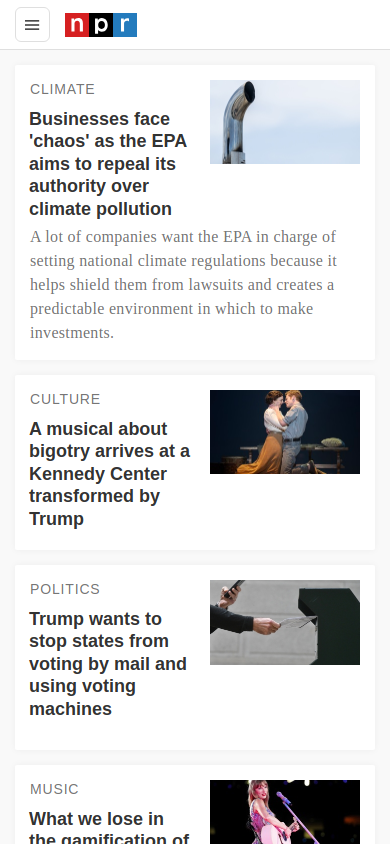 npr
CLIMATE
Businesses face
'chaos' as the EPA
aims to repeal its
authority over
climate pollution
A lot of companies want the EPA in charge of
setting national climate regulations because it
helps shield them from lawsuits and creates a
predictable environment in which to make
investments.
CULTURE
A musical about
bigotry arrives at a
Kennedy Center
transformed by
Trump
POLITICS
Trump wants to
stop states from
voting by mail and
using voting
machines
MUSIC
What we lose in
the gamification of